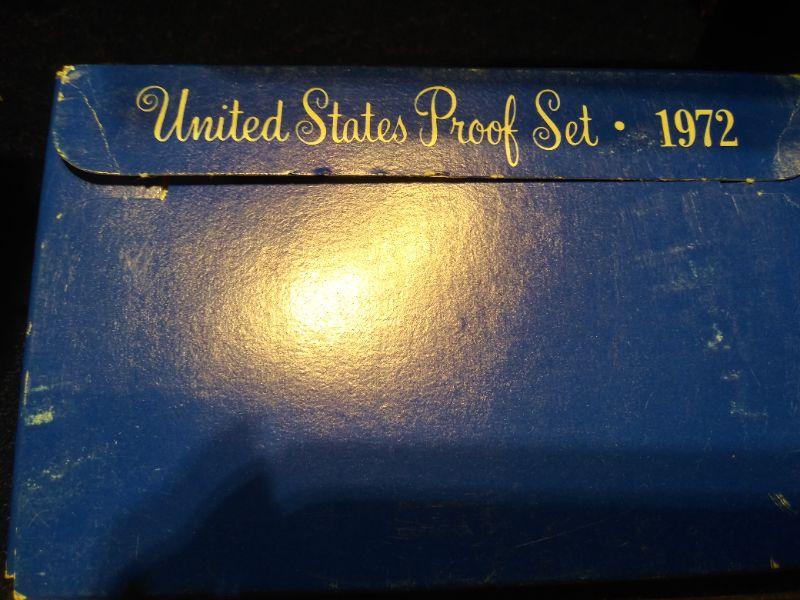 United States Proof Set · 1972